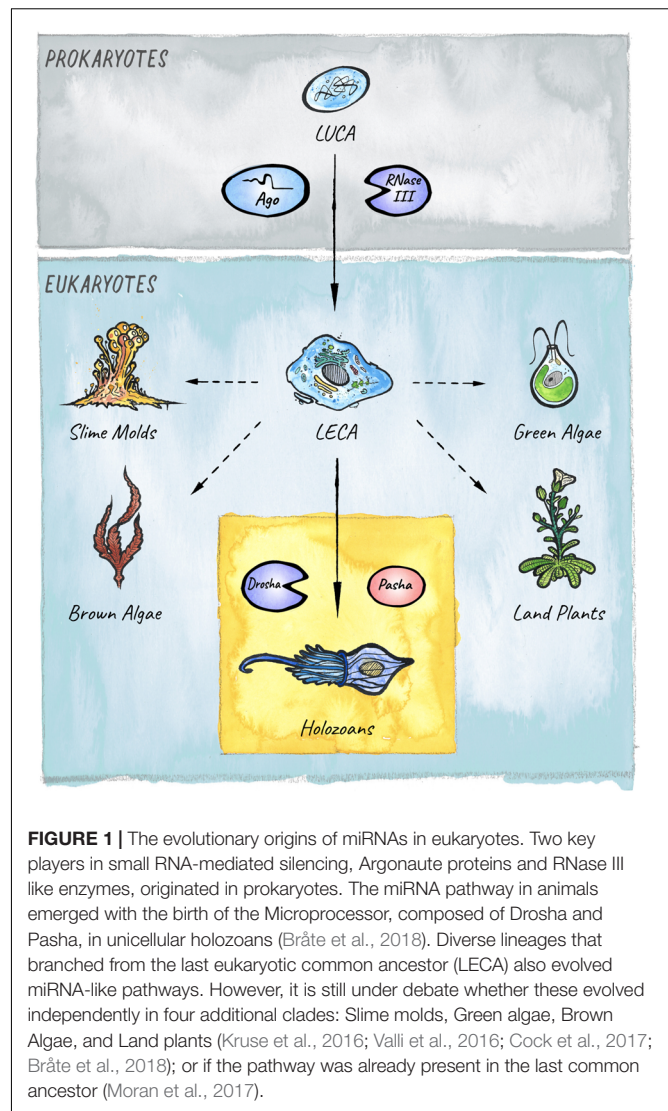 PROKARYOTES
LUCA
Ago
RNase
III
EUKARYOTES
Slime Molds
LECA
Green Algae
Brown Algae
Drosha
Pasha
Land Plants
Holozoans
FIGURE 1 | The evolutionary origins of miRNAs in eukaryotes. Two key
players in small RNA-mediated silencing, Argonaute proteins and RNase III
like enzymes, originated in prokaryotes. The miRNA pathway in animals
emerged with the birth of the Microprocessor, composed of Drosha and
Pasha, in unicellular holozoans (Bråte et al., 2018). Diverse lineages that
branched from the last eukaryotic common ancestor (LECA) also evolved
miRNA-like pathways. However, it is still under debate whether these evolved
independently in four additional clades: Slime molds, Green algae, Brown
Algae, and Land plants (Kruse et al., 2016; Valli et al., 2016; Cock et al., 2017;
Bråte et al., 2018); or if the pathway was already present in the last common
ancestor (Moran et al., 2017).